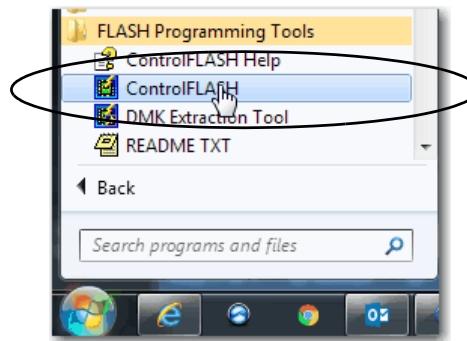 FLASH Programming Tools
ControlFLASH Help
ControlFLASH
DMK Extraction Tool
README TXT
Back
Search programs and files